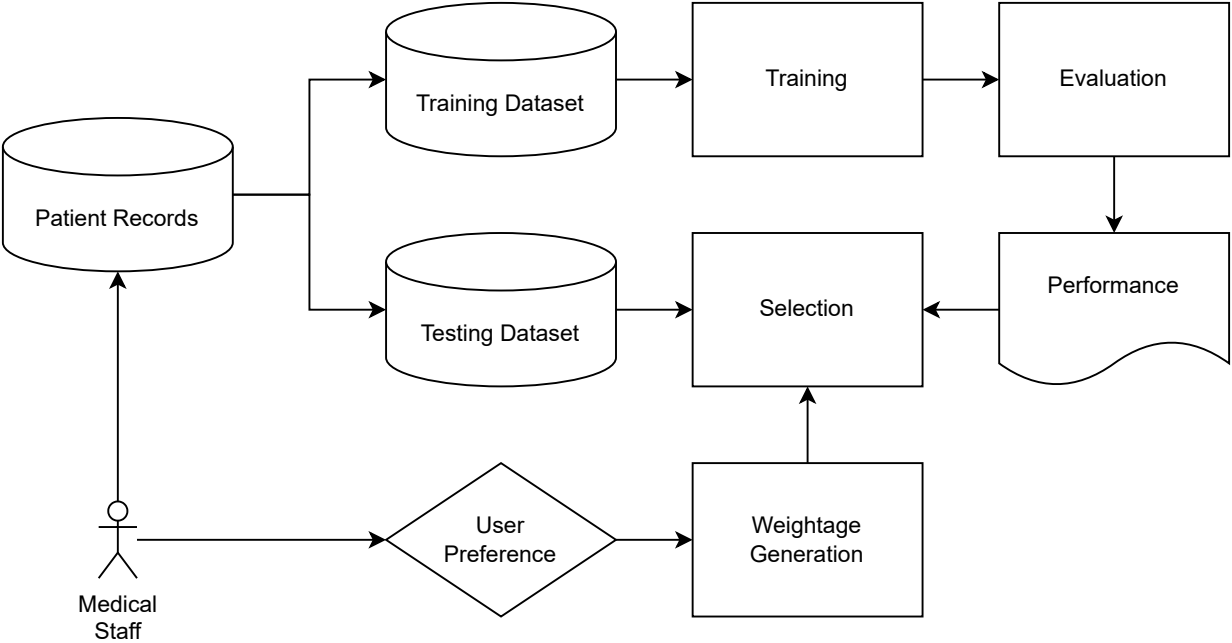 Training Dataset
Training
Evaluation
Patient Records
Testing Dataset
Selection
Performance
User
Preference
Weightage
Generation
Medical
Staff